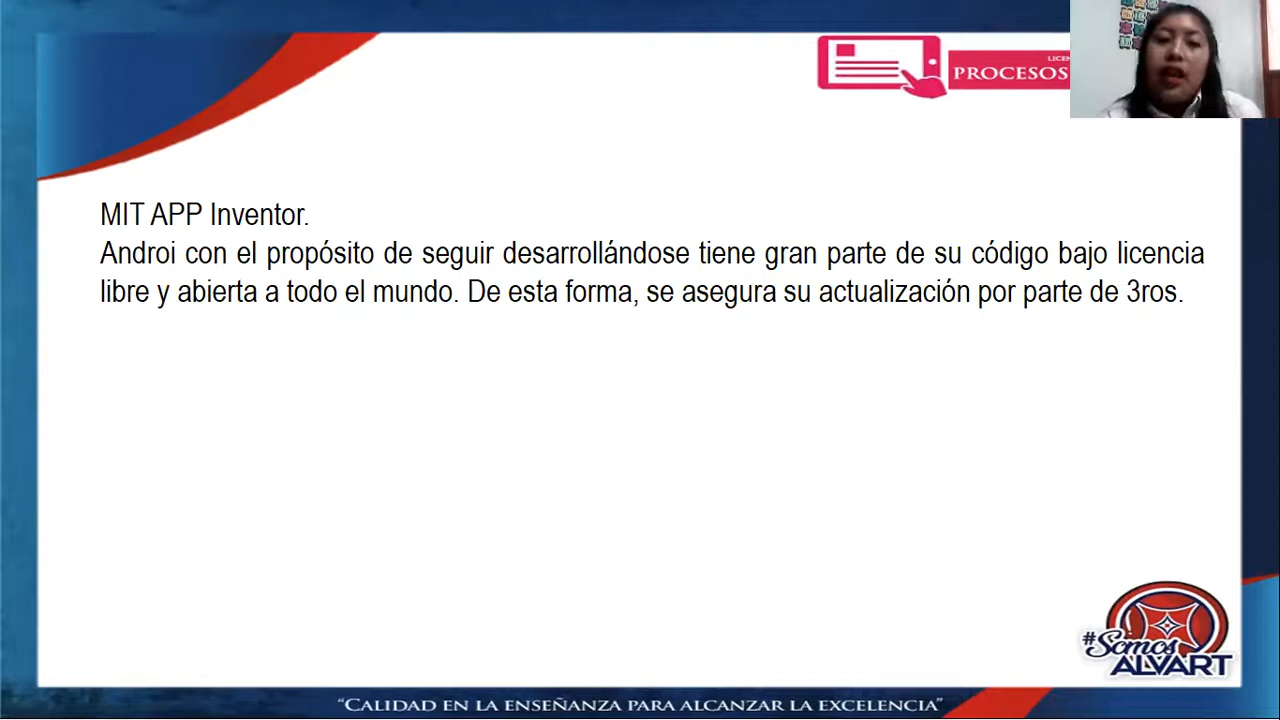 PROCESOS
MIT APP Inventor.
Androi con el propósito de seguir desarrollándose tiene gran parte de su código bajo licencia
libre y abierta a todo el mundo. De esta forma, se asegura su actualización por parte de 3ros.
#Somos
ALVART
“CALIDAD EN LA ENSEÑANZA PARA ALCANZAR LA EXCELENCIA”